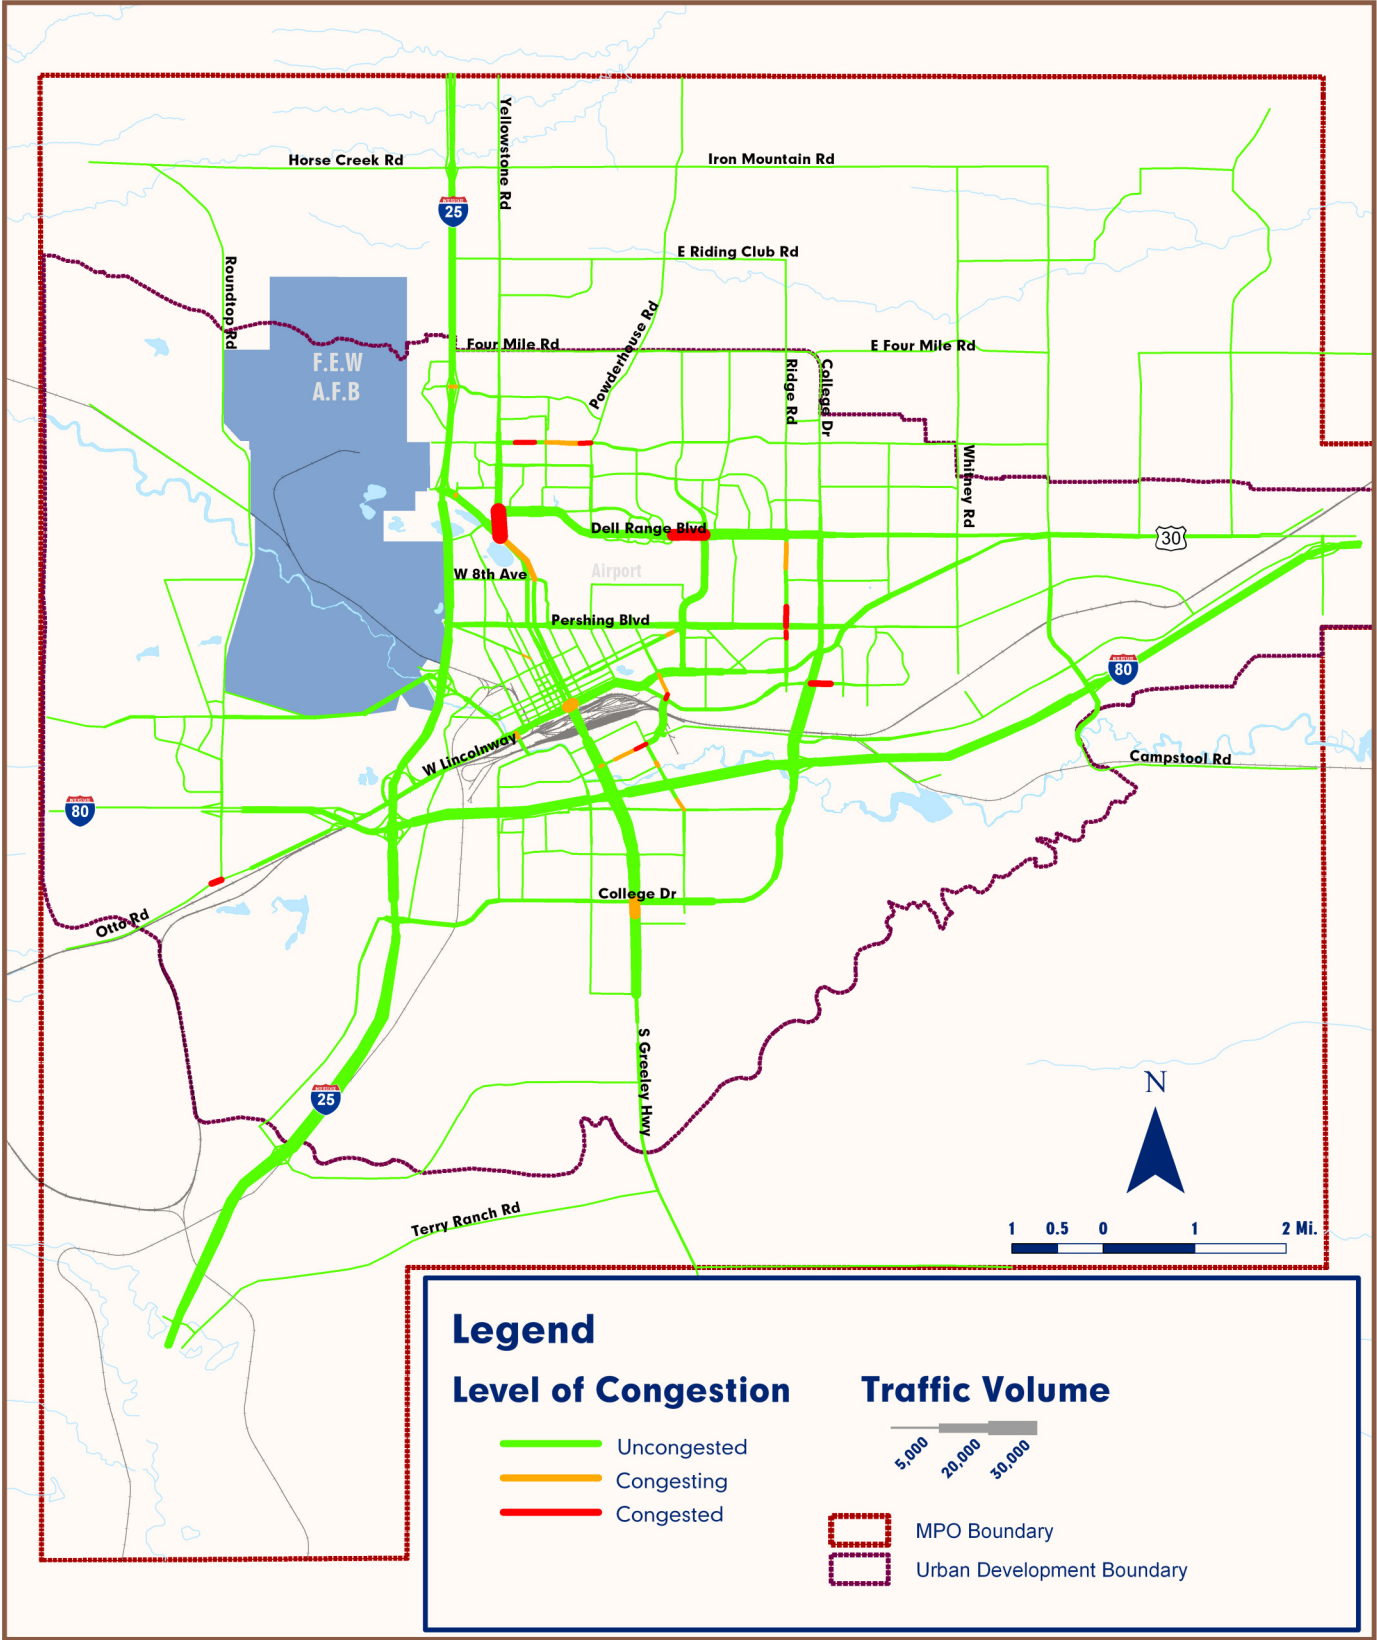 Yellowstone Rd
Horse Creek Rd
Iron Mountain Rd
25
E Riding Club Rd
Roundtop Rd
Powderhouse Rd
Four Mile Rd
E Four Mile Rd
F.E.W
A.F.B
Ridge Rd
College Dr
Whitney Rd
Dell Range Blvd
30
W 8th Ave
Airport
Pershing Blvd
80
W Lincolnway
Campstool Rd
80
College Dr
Otto Rd
S Greeley Hwy
25
N
Terry Ranch Rd
1 0.5 0 1 2 Mi.
Legend
Level of Congestion
Uncongested
Congesting
Congested
Traffic Volume
5,000
20,000
30,000
MPO Boundary
Urban Development Boundary